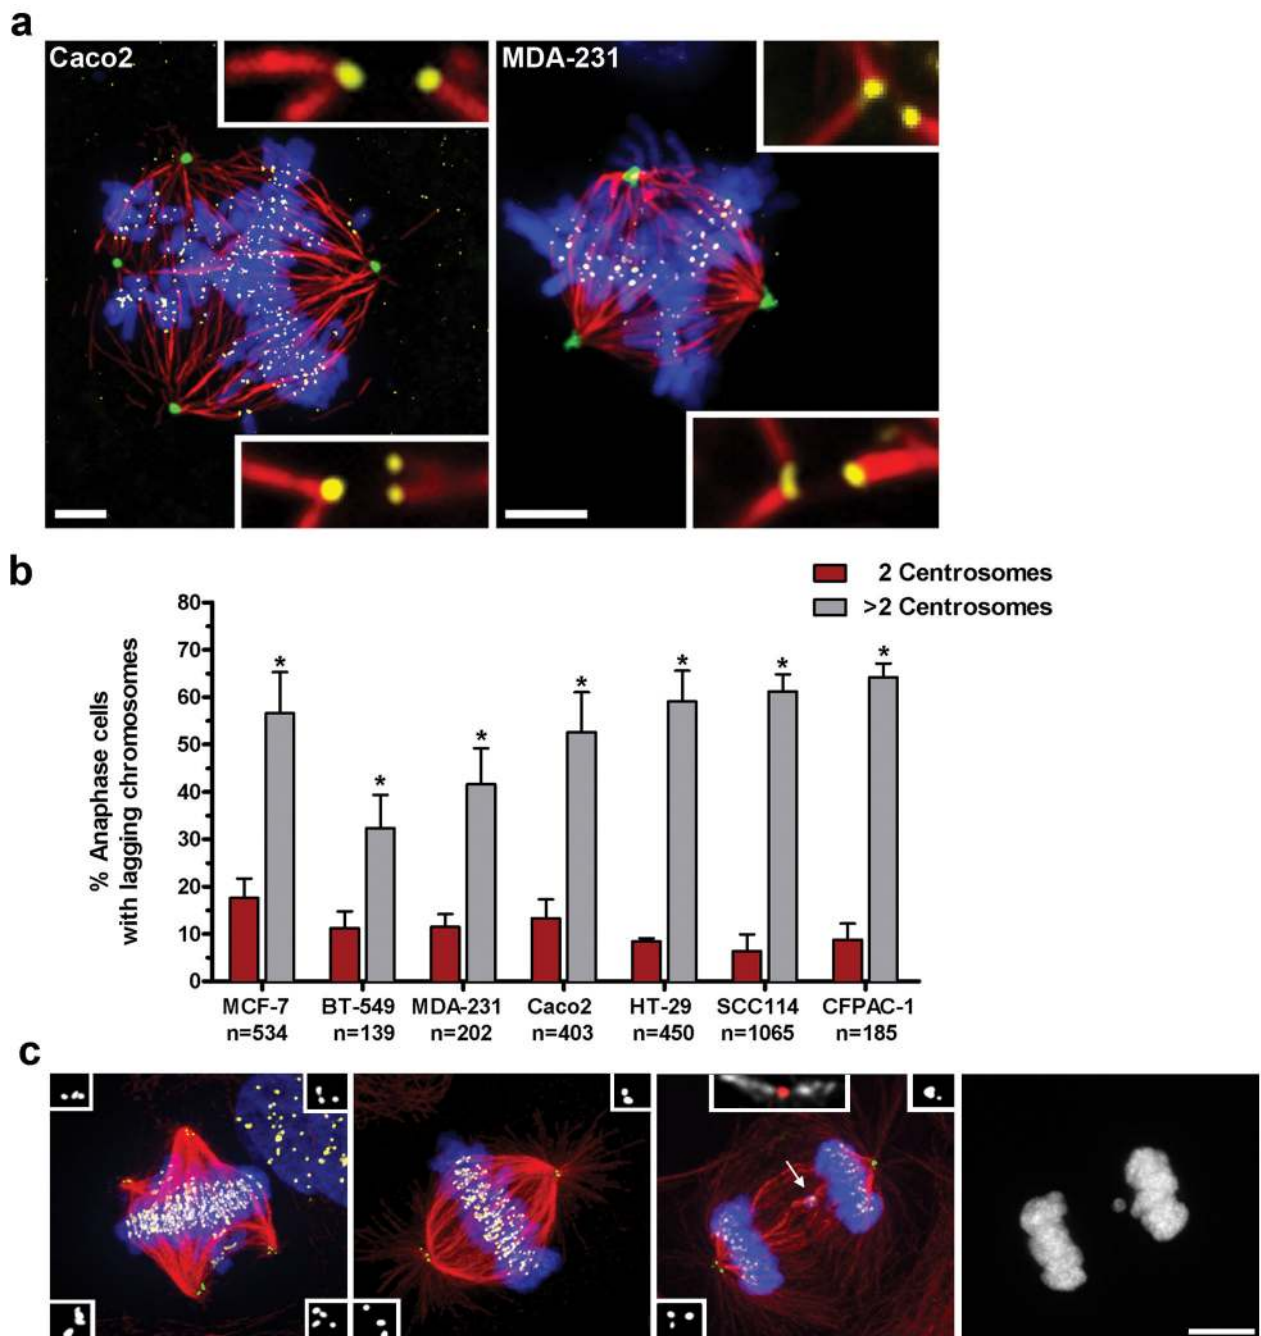 a
Caco2
MDA-231
b
2 Centrosomes
>2 Centrosomes
% Anaphase cells
with lagging chromosomes
80
70
60
50
40
30
20
10
0
*
*
*
*
*
*
*
MCF-7 BT-549 MDA-231 Caco2 HT-29 SCC114 CFPAC-1
n=534 n=139 n=202 n=403 n=450 n=1065 n=185
c